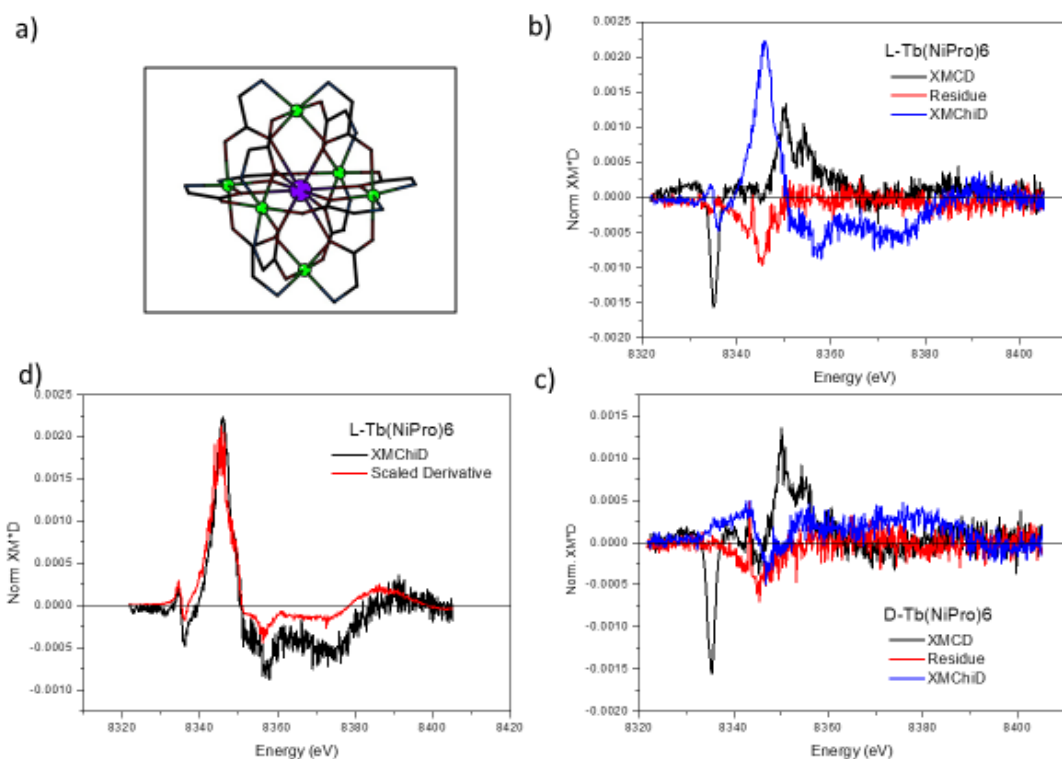 a)
b)
0.0025
0.0020
0.0015
0.0010
0.0005
0.0000
-0.0005
-0.0010
-0.0015
-0.0020
Norm XM*D
L-Tb(NiPro)6
XMCD
Residue
XMChiD
8320
8340
8360
8380
8400
Energy (eV)
d)
0.0025
0.0020
0.0015
0.0010
0.0005
0.0000
-0.0005
-0.0010
Norm XM*D
L-Tb(NiPro)6
XMChiD
Scaled Derivative
8320
8340
8360
8380
8400
8420
Energy (eV)
c)
0.0015
0.0010
0.0005
0.0000
-0.0005
-0.0010
-0.0015
-0.0020
Norm. XM*D
D-Tb(NiPro)6
XMCD
Residue
XMChiD
8320
8340
8360
8380
8400
Energy (eV)